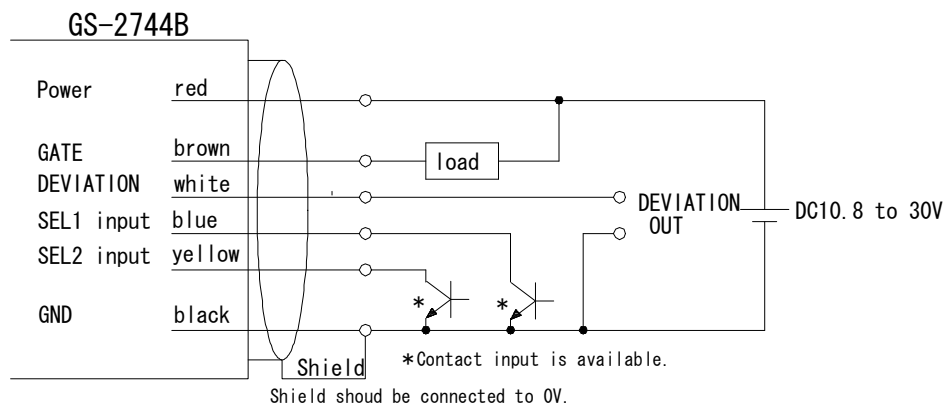 GS-2744B
Power red
GATE brown
load
DEVIATION white
DEVIATION
OUT
DC10.8 to 30V
SEL1 input blue
SEL2 input yellow
* *
GND black
Shield
*Contact input is available.
Shield shoud be connected to 0V.